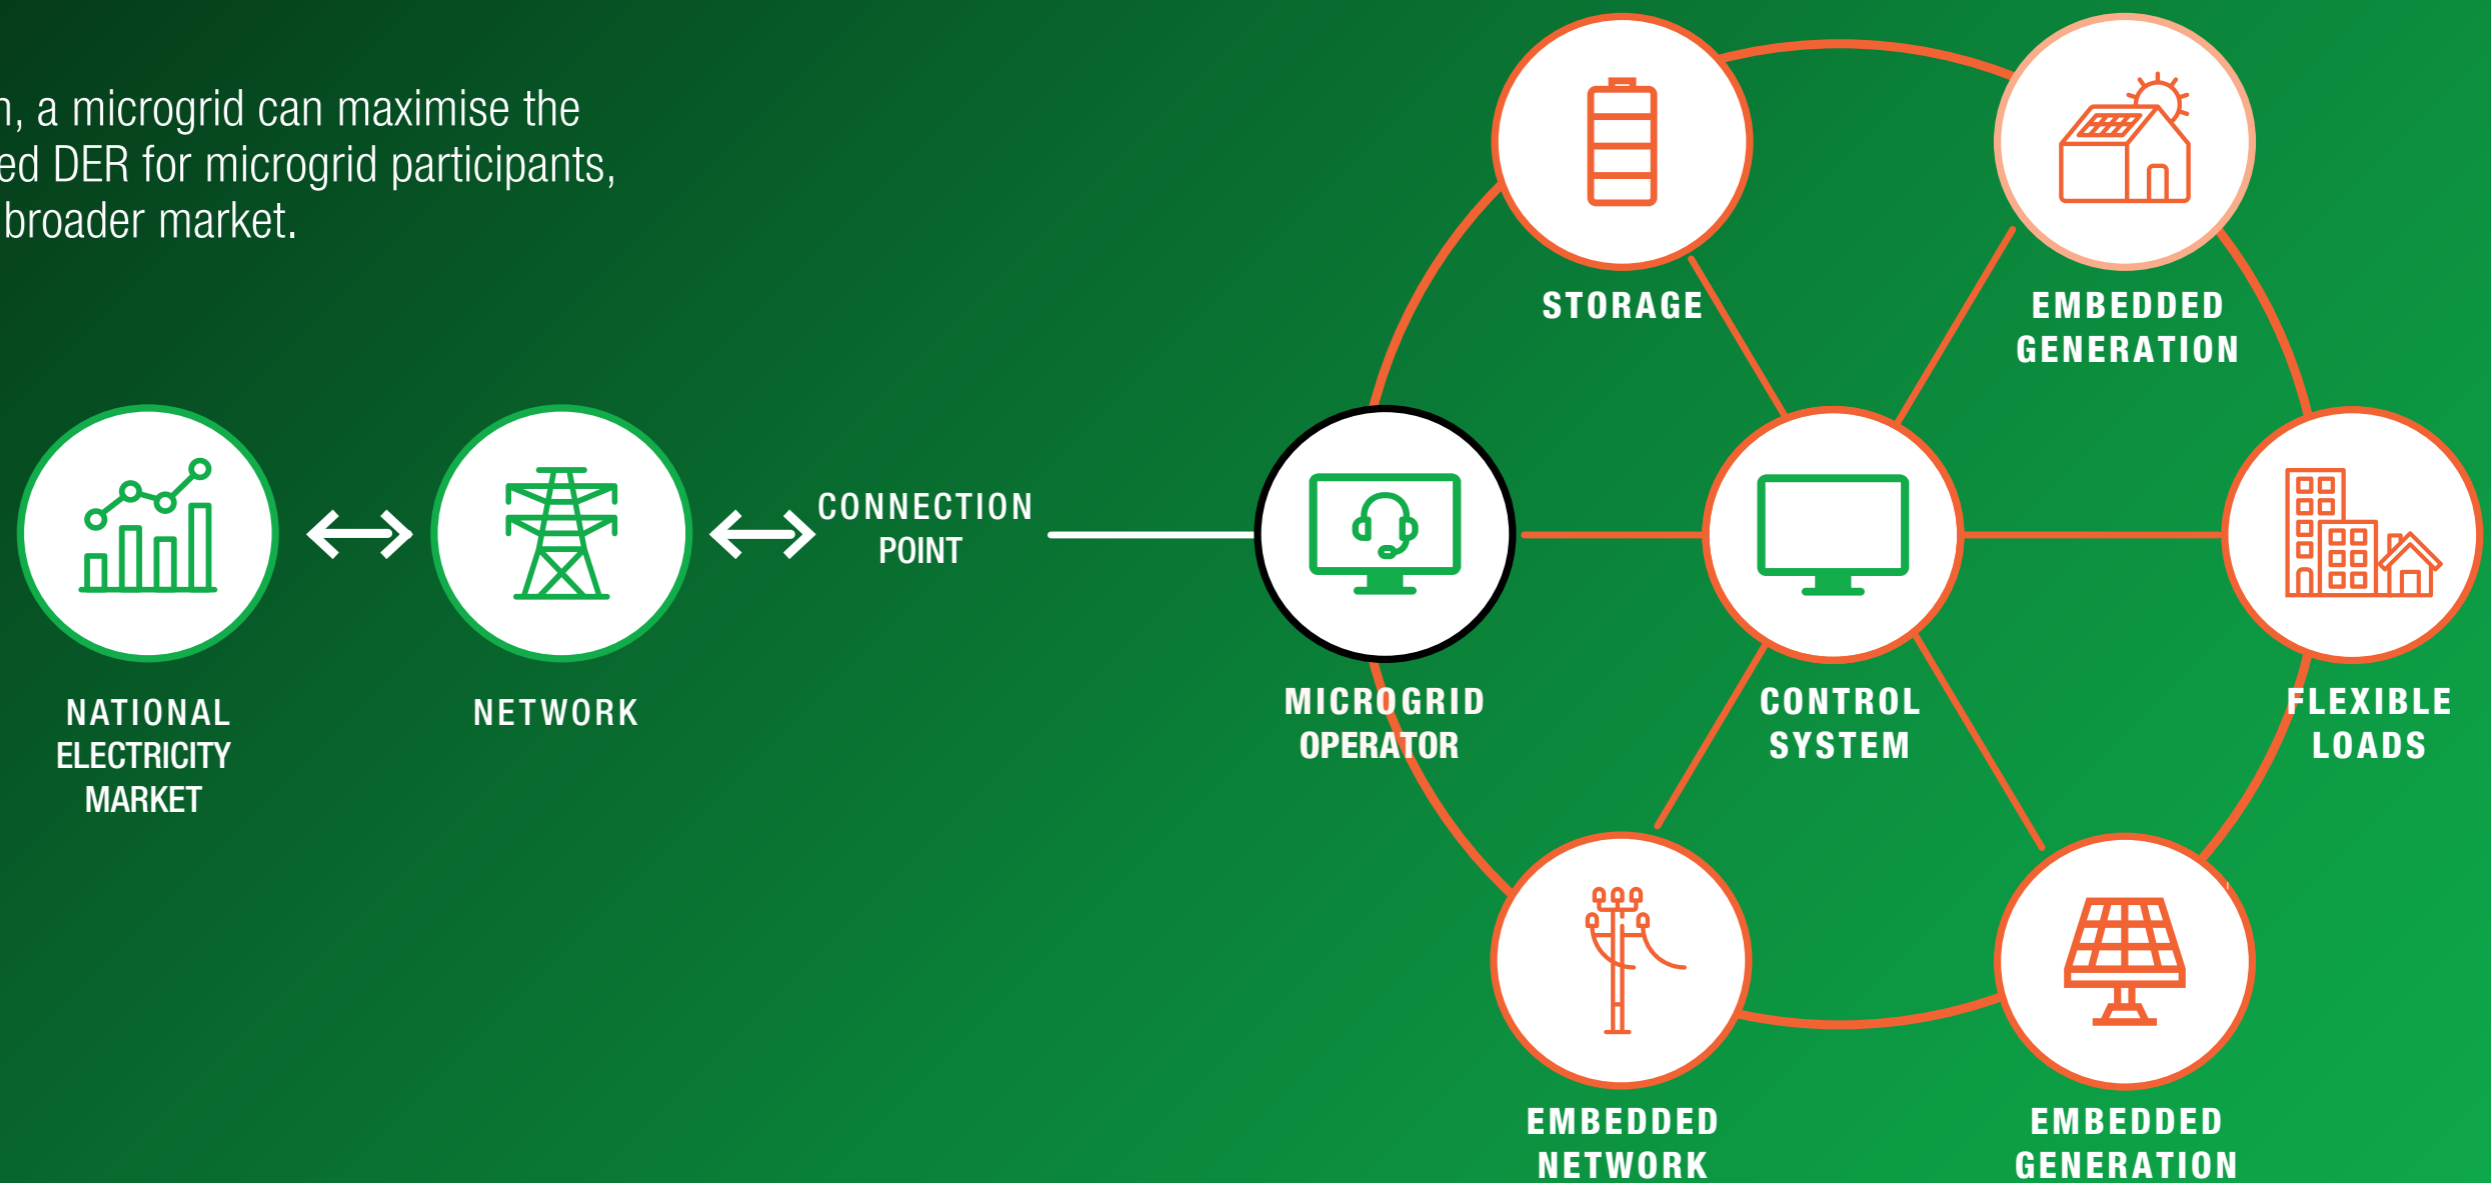 , a microgrid can maximise the
DER for microgrid participants,
broader market.
STORAGE
EMBEDDED
GENERATION
CONNECTION
POINT
NATIONAL
ELECTRICITY
MARKET
NETWORK
MICROGRID
OPERATOR
CONTROL
SYSTEM
FLEXIBLE
LOADS
EMBEDDED
NETWORK
EMBEDDED
GENERATION